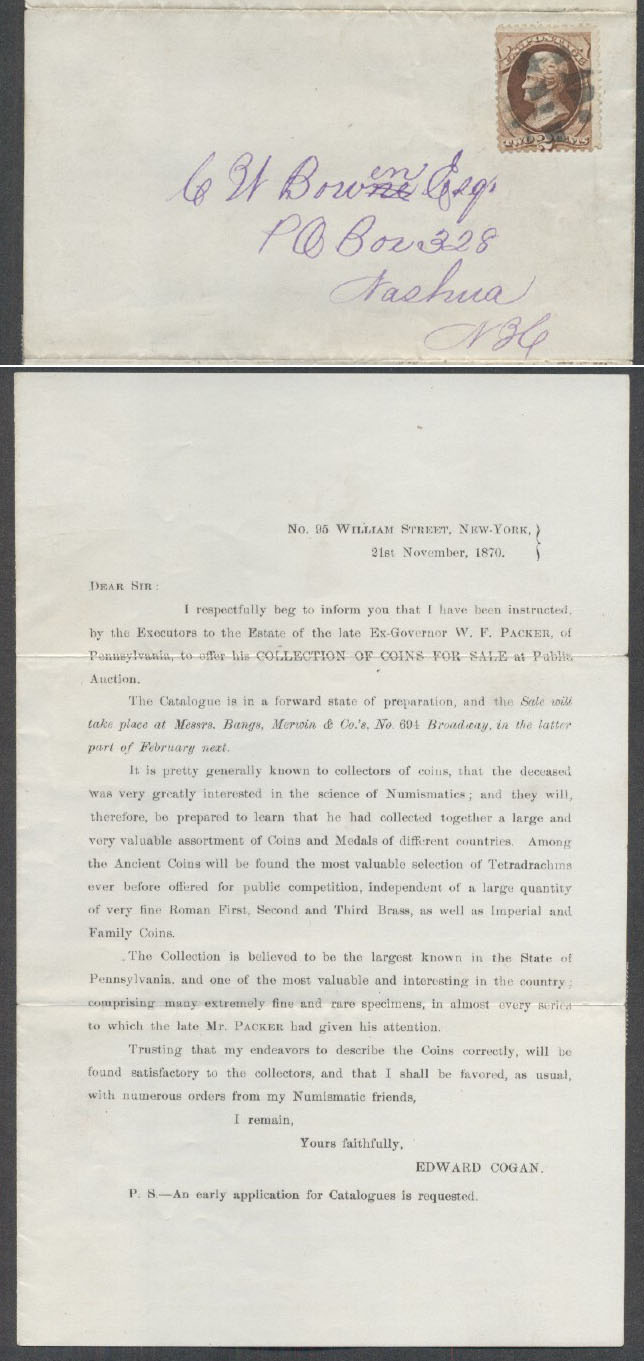 TWO CENTS
C W Bowne en Esqr
P O Box 328
Nashua
N H
No. 95 William Street, New-York, }
21st November, 1870.
Dear Sir :
I respectfully beg to inform you that I have been instructed,
by the Executors to the Estate of the late Ex-Governor W. F. Packer, of
Pennsylvania, to offer his COLLECTION OF COINS FOR SALE at Public
Auction.
The Catalogue is in a forward state of preparation, and the Sale will
take place at Messrs. Bangs, Merwin & Co.'s, No. 694 Broadway, in the latter
part of February next.
It is pretty generally known to collectors of coins, that the deceased
was very greatly interested in the science of Numismatics ; and they will,
therefore, be prepared to learn that he had collected together a large and
very valuable assortment of Coins and Medals of different countries. Among
the Ancient Coins will be found the most valuable selection of Tetradrachms
ever before offered for public competition, independent of a large quantity
of very fine Roman First, Second and Third Brass, as well as Imperial and
Family Coins.
The Collection is believed to be the largest known in the State of
Pennsylvania, and one of the most valuable and interesting in the country ;
comprising many extremely fine and rare specimens, in almost every series
to which the late Mr. Packer had given his attention.
Trusting that my endeavors to describe the Coins correctly, will be
found satisfactory to the collectors, and that I shall be favored, as usual,
with numerous orders from my Numismatic friends,
I remain,
Yours faithfully,
EDWARD COGAN.
P. S.—An early application for Catalogues is requested.